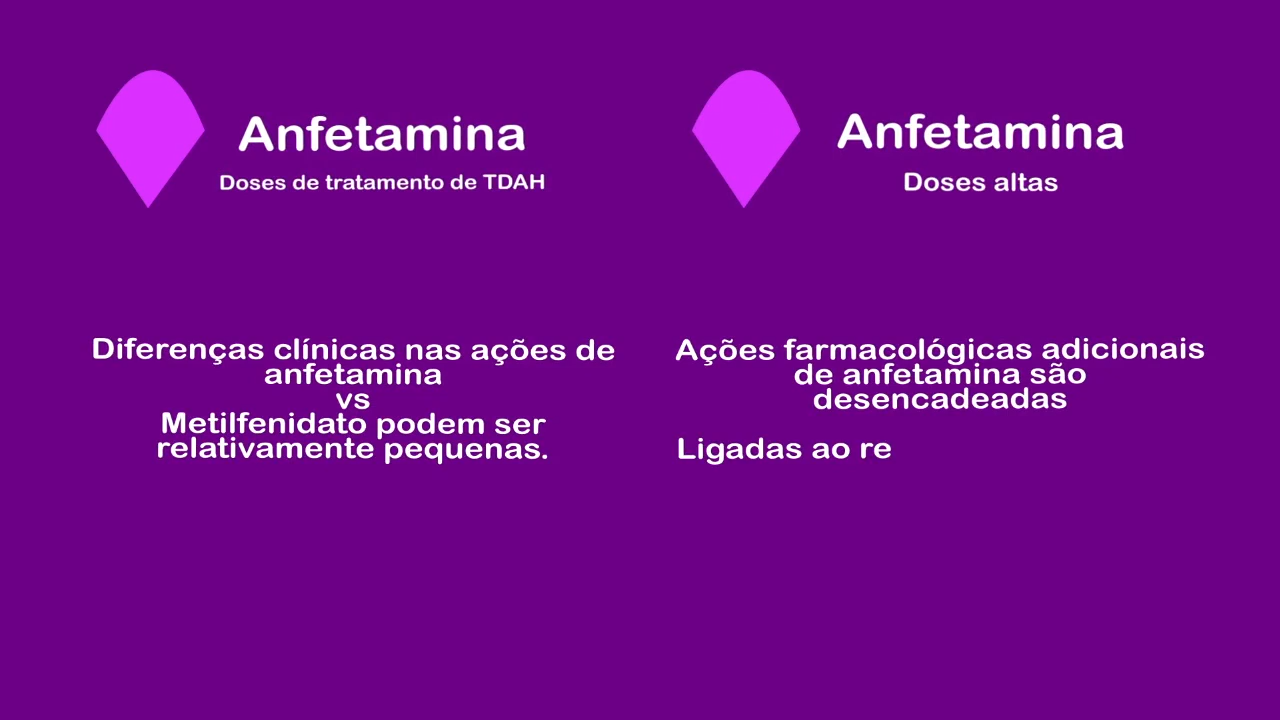 Anfetamina
Doses de tratamento de TDAH
Diferenças clínicas nas ações de
anfetamina
vs
Metilfenidato podem ser
relativamente pequenas.
Anfetamina
Doses altas
Ações farmacológicas adicionais
de anfetamina são
desencadeadas
Ligadas ao re